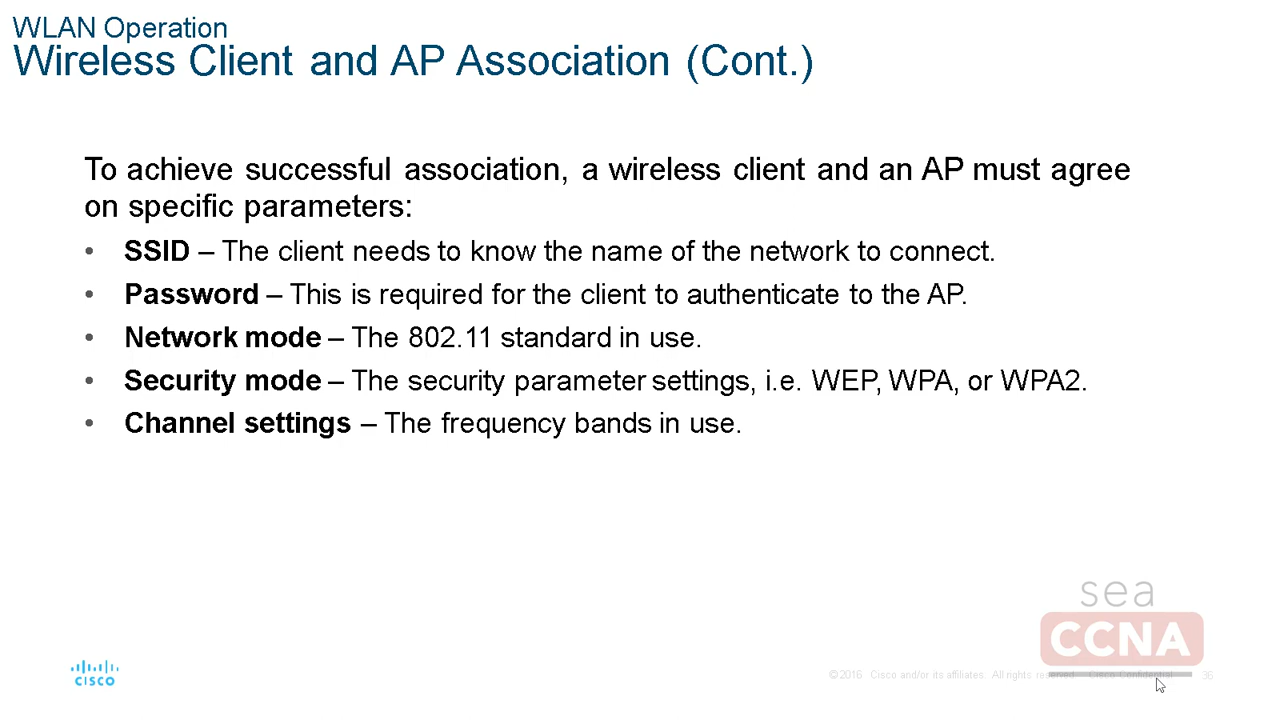 WLAN Operation
Wireless Client and AP Association (Cont.)
To achieve successful association, a wireless client and an AP must agree
on specific parameters:
• SSID – The client needs to know the name of the network to connect.
• Password – This is required for the client to authenticate to the AP.
• Network mode – The 802.11 standard in use.
• Security mode – The security parameter settings, i.e. WEP, WPA, or WPA2.
• Channel settings – The frequency bands in use.
sea
CCNA
CISCO
© 2016 Cisco and/or its affiliates. All rights reserved. Cisco Confidential 36